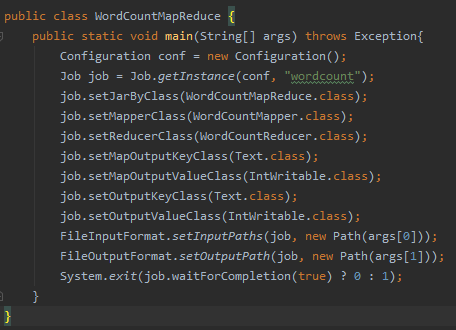 public class WordCountMapReduce {
    public static void main(String[] args) throws Exception{
        Configuration conf = new Configuration();
        Job job = Job.getInstance(conf, "wordcount");
        job.setJarByClass(WordCountMapReduce.class);
        job.setMapperClass(WordCountMapper.class);
        job.setReducerClass(WordCountReducer.class);
        job.setMapOutputKeyClass(Text.class);
        job.setMapOutputValueClass(IntWritable.class);
        job.setOutputKeyClass(Text.class);
        job.setOutputValueClass(IntWritable.class);
        FileInputFormat.setInputPaths(job, new Path(args[0]));
        FileOutputFormat.setOutputPath(job, new Path(args[1]));
        System.exit(job.waitForCompletion(true) ? 0 : 1);
    }
}